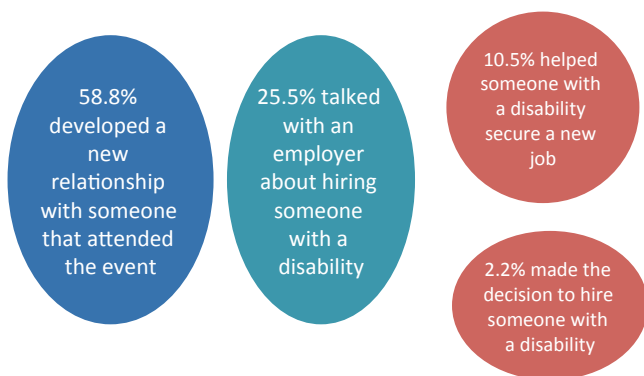 58.8%
developed a
new
relationship
with someone
that attended
the event
25.5% talked
with an
employer
about hiring
someone
with a
disability
10.5% helped
someone with
a disability
secure a new
job
2.2% made the
decision to hire
someone with
a disability